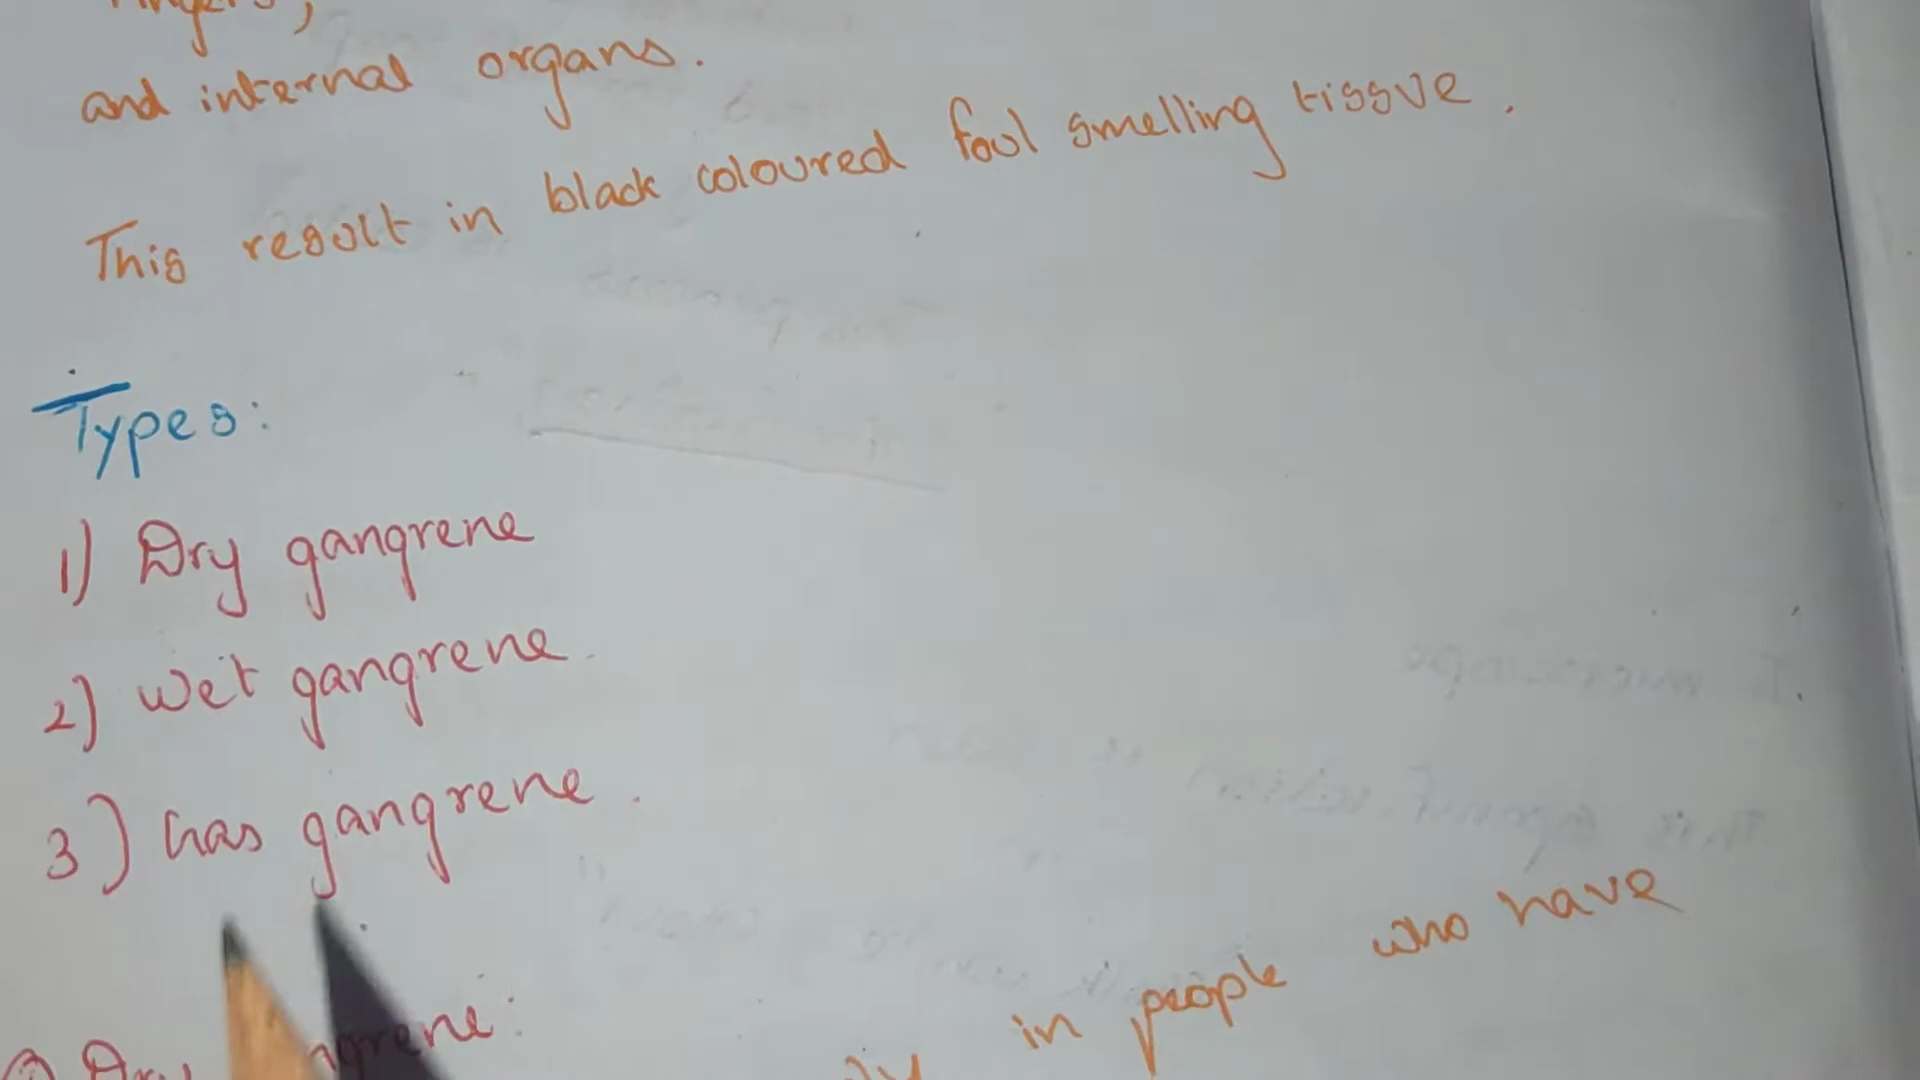 and internal organs.
This result in black coloured foul smelling tissue.
Types:
1) Dry gangrene
2) wet gangrene
3) Gas gangrene.
in people who have